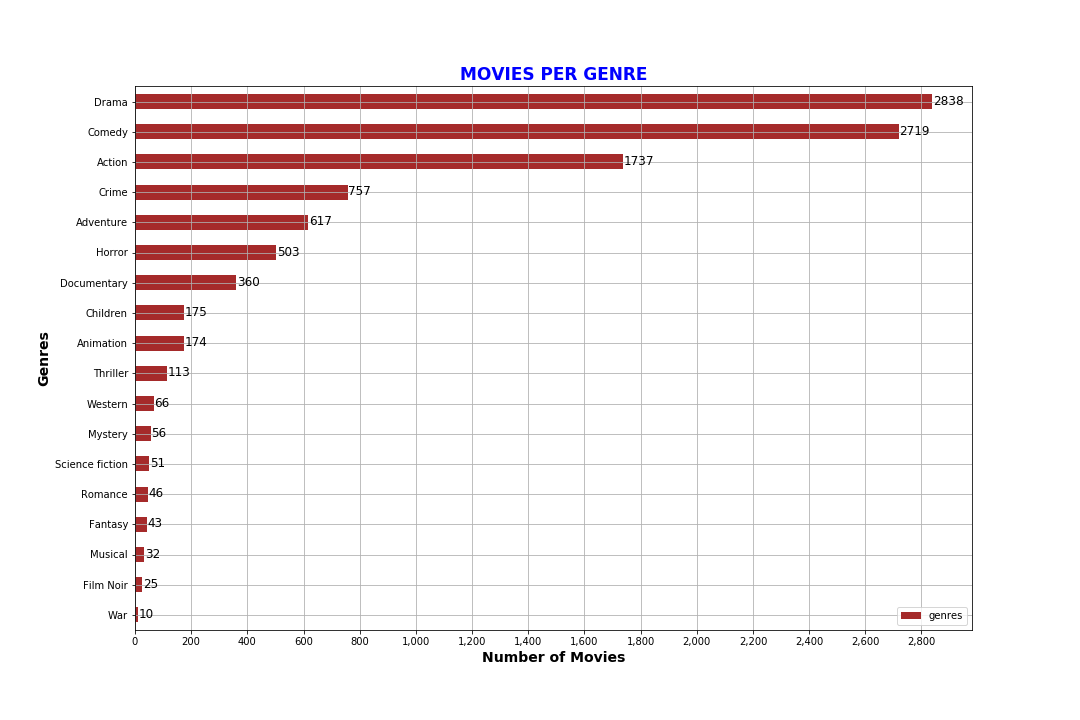 MOVIES PER GENRE
Drama 2838
Comedy 2719
Action 1737
Crime 757
Adventure 617
Horror 503
Documentary 360
Children 175
Animation 174
Thriller 113
Western 66
Mystery 56
Science fiction 51
Romance 46
Fantasy 43
Musical 32
Film Noir 25
War 10
Genres
genres
0 200 400 600 800 1,000 1,200 1,400 1,600 1,800 2,000 2,200 2,400 2,600 2,800
Number of Movies